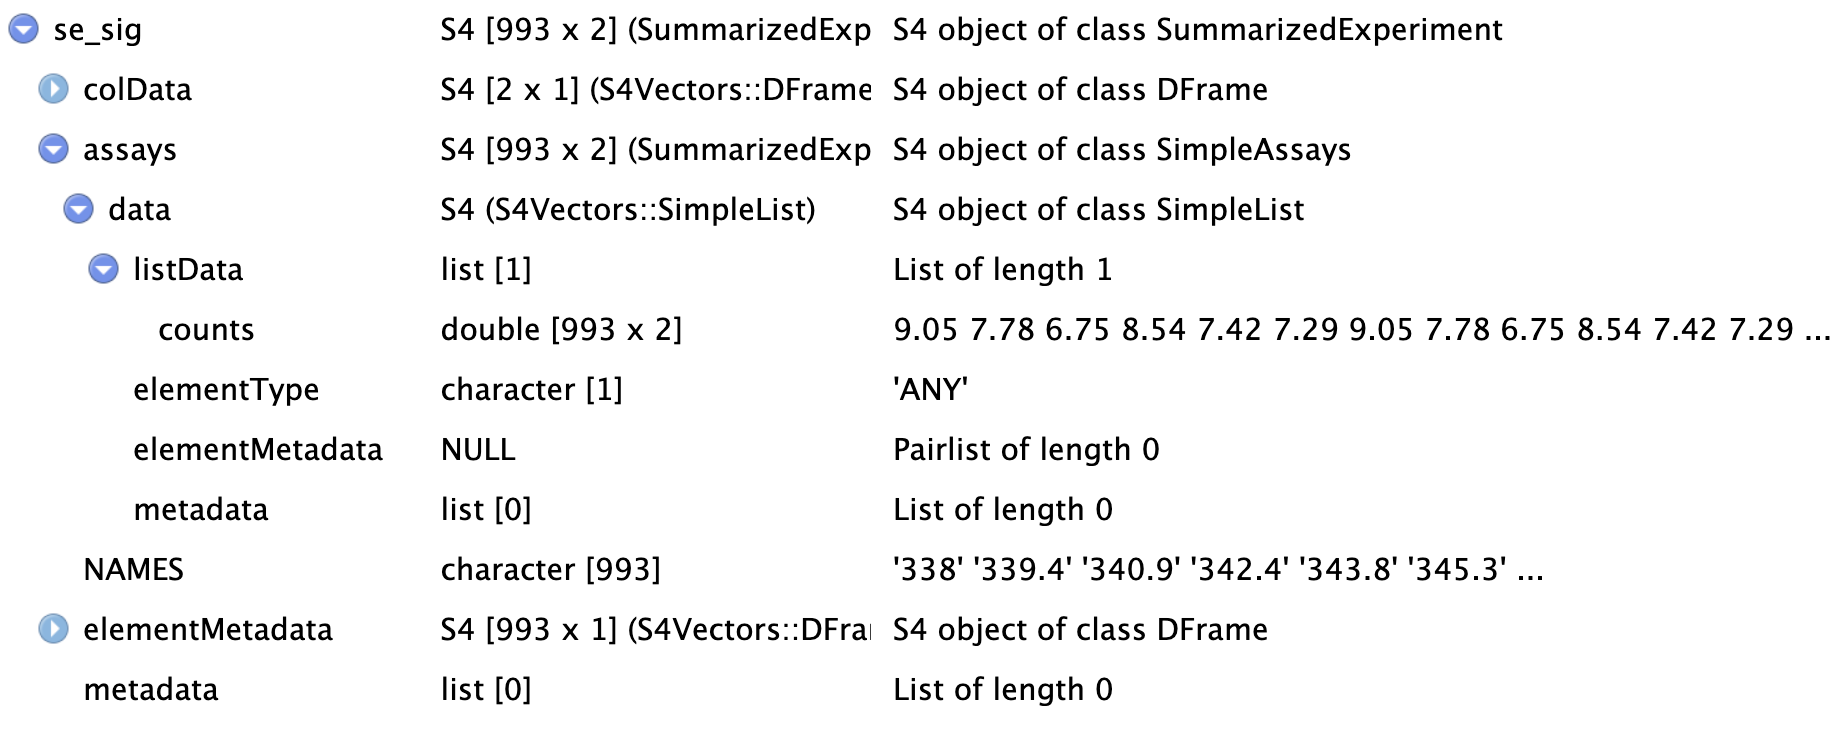 se_sig S4 [993 x 2] (SummarizedExp S4 object of class SummarizedExperiment
colData S4 [2 x 1] (S4Vectors::DFrame S4 object of class DFrame
assays S4 [993 x 2] (SummarizedExp S4 object of class SimpleAssays
data S4 (S4Vectors::SimpleList) S4 object of class SimpleList
listData list [1] List of length 1
counts double [993 x 2] 9.05 7.78 6.75 8.54 7.42 7.29 9.05 7.78 6.75 8.54 7.42 7.29 ...
elementType character [1] 'ANY'
elementMetadata NULL Pairlist of length 0
metadata list [0] List of length 0
NAMES character [993] '338' '339.4' '340.9' '342.4' '343.8' '345.3' ...
elementMetadata S4 [993 x 1] (S4Vectors::DFrai S4 object of class DFrame
metadata list [0] List of length 0